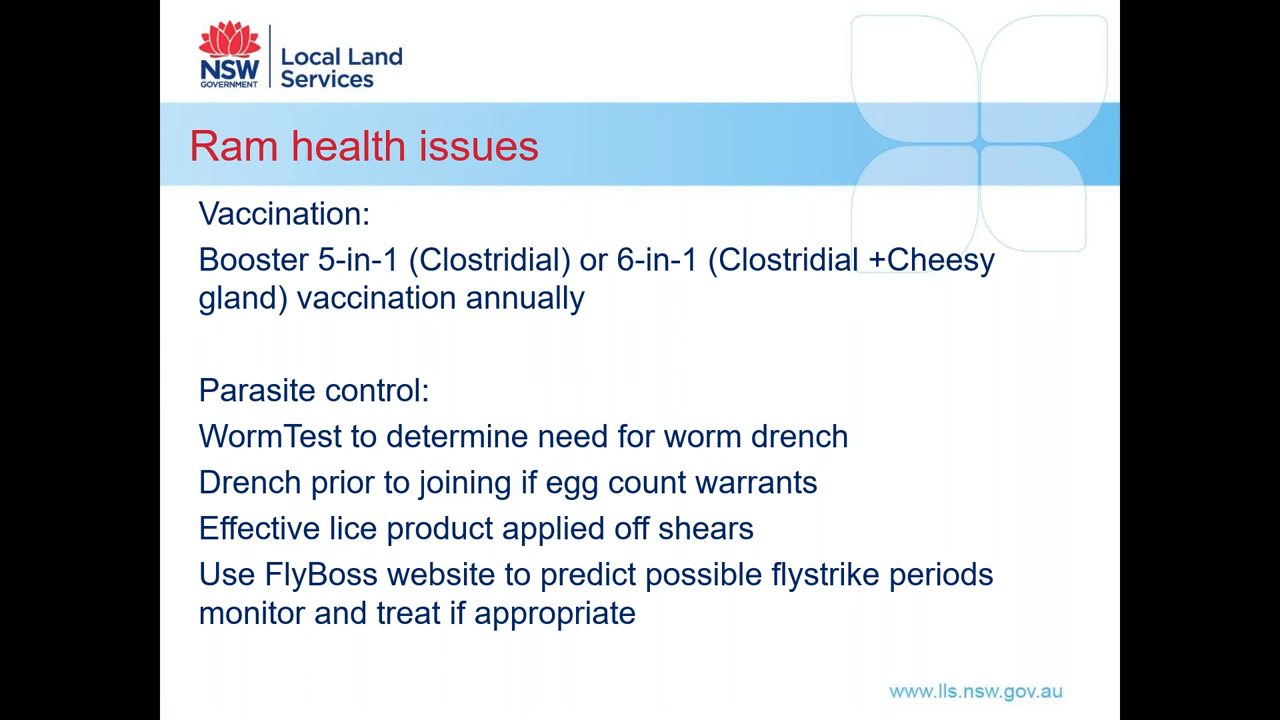 NSW
GOVERNMENT
Local Land
Services
Ram health issues
Vaccination:
Booster 5-in-1 (Clostridial) or 6-in-1 (Clostridial +Cheesy
gland) vaccination annually
Parasite control:
WormTest to determine need for worm drench
Drench prior to joining if egg count warrants
Effective lice product applied off shears
Use FlyBoss website to predict possible flystrike periods
monitor and treat if appropriate
www.lls.nsw.gov.au